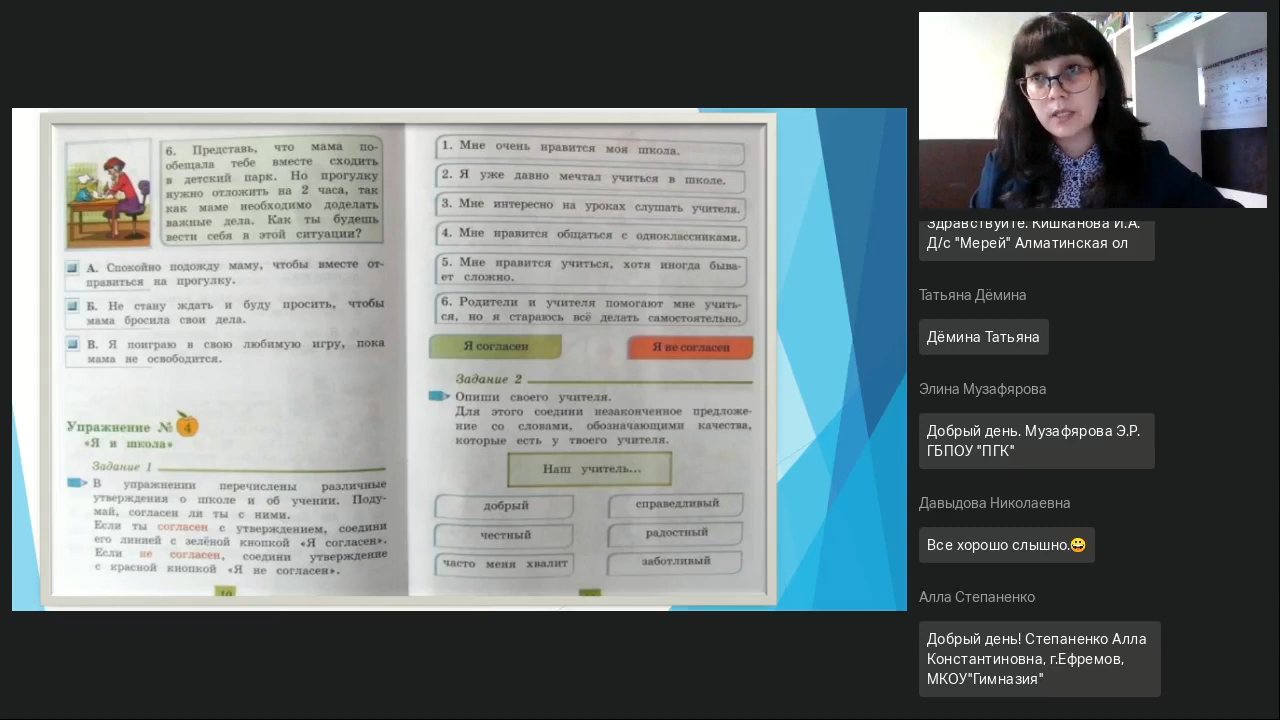 6. Представь, что мама по-
обещала тебе вместе сходить
в детский парк. Но прогулку
нужно отложить на 2 часа, так
как маме необходимо доделать
важные дела. Как ты будешь
вести себя в этой ситуации?
А. Спокойно подожду маму, чтобы вместе от-
правиться на прогулку.
Б. Не стану ждать и буду просить, чтобы
мама бросила свои дела.
В. Я поиграю в свою любимую игру, пока
мама не освободится.
Упражнение № 4
«Я и школа»
Задание 1
В упражнении перечислены различные
утверждения о школе и об учении. Поду-
май, согласен ли ты с ними.
Если ты согласен с утверждением, соедини
его линией с зелёной кнопкой «Я согласен».
Если не согласен, соедини утверждение
с красной кнопкой «Я не согласен».
10
1. Мне очень нравится моя школа.
2. Я уже давно мечтал учиться в школе.
3. Мне интересно на уроках слушать учителя.
4. Мне нравится общаться с одноклассниками.
5. Мне нравится учиться, хотя иногда быва-
ет сложно.
6. Родители и учителя помогают мне учить-
ся, но я стараюсь всё делать самостоятельно.
Я согласен
Я не согласен
Задание 2
Опиши своего учителя.
Для этого соедини незаконченное предложе-
ние со словами, обозначающими качества,
которые есть у твоего учителя.
Наш учитель...
добрый
справедливый
честный
радостный
часто меня хвалит
заботливый
Здравствуйте. Кишканова И.А.
Д/с "Мерей" Алматинская ол
Татьяна Дёмина
Дёмина Татьяна
Элина Музафярова
Добрый день. Музафярова Э.Р.
ГБПОУ "ПГК"
Давыдова Николаевна
Все хорошо слышно.😀
Алла Степаненко
Добрый день! Степаненко Алла
Константиновна, г.Ефремов,
МКОУ"Гимназия"